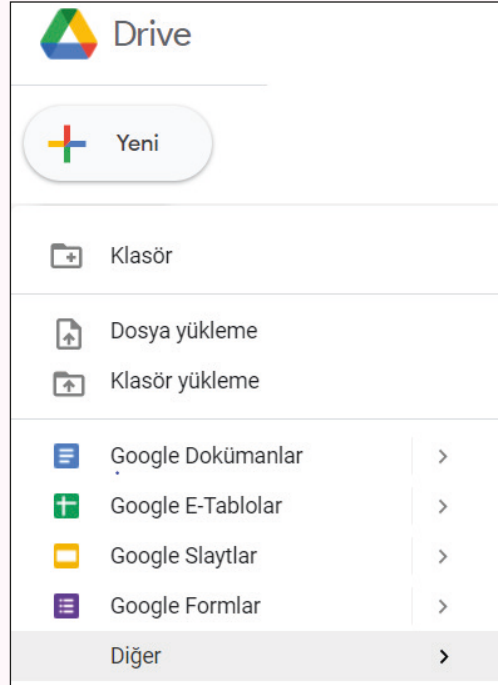 Drive
Yeni
Klasör
Dosya yükleme
Klasör yükleme
Google Dokümanlar
Google E-Tablolar
Google Slaytlar
Google Formlar
Diğer